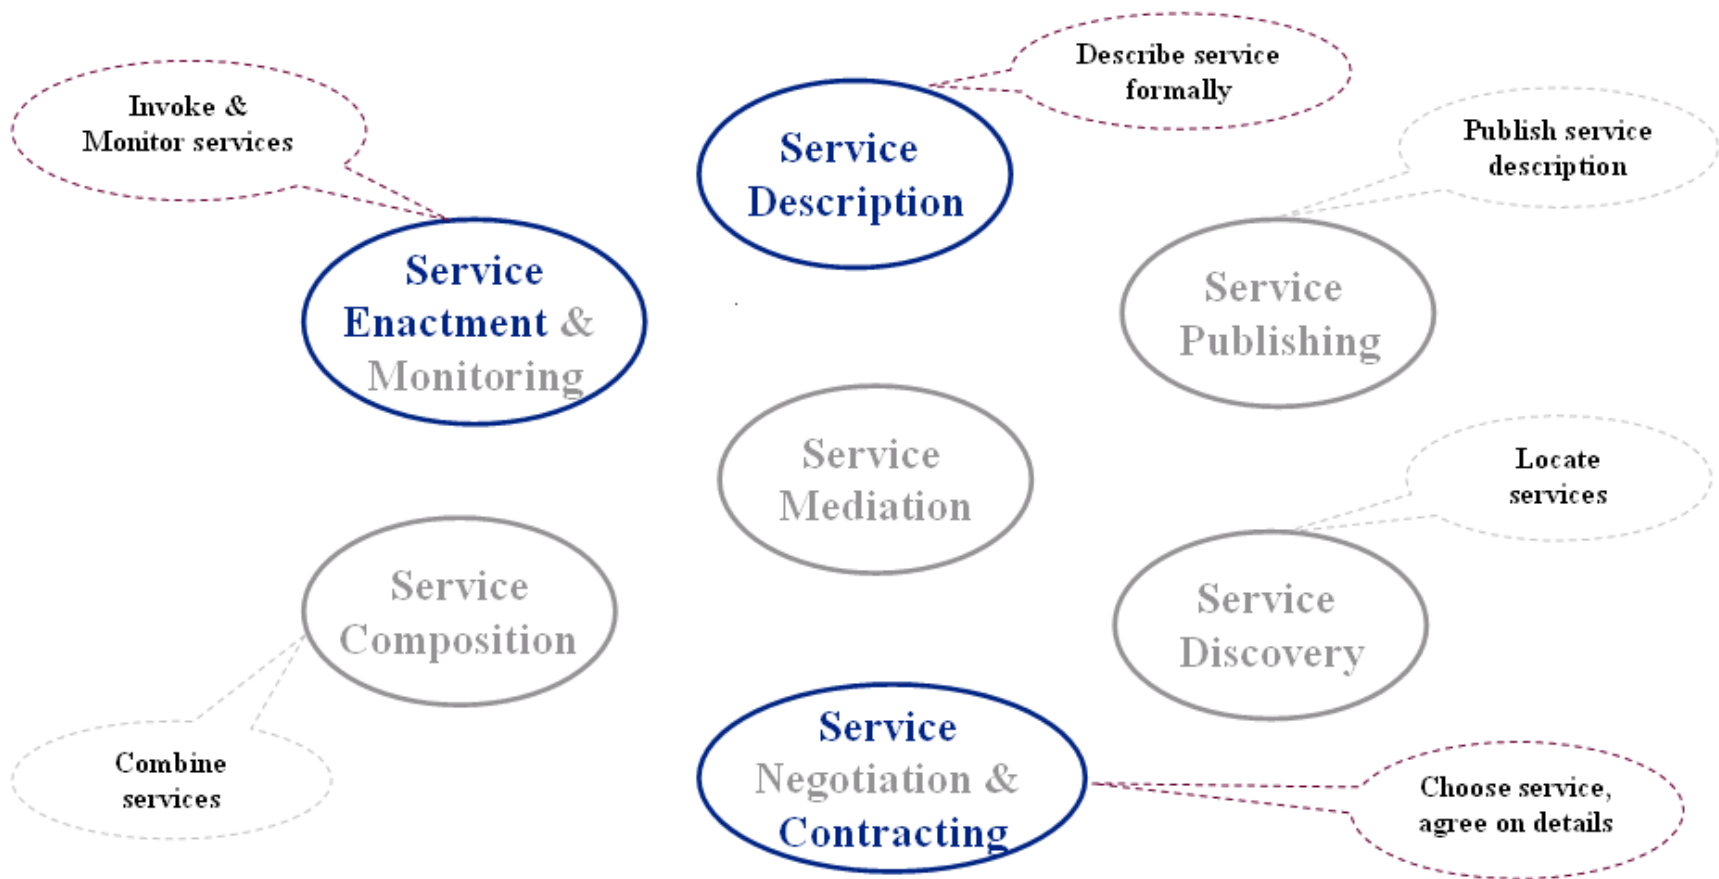 Describe service
formally
Invoke &
Monitor services
Publish service
description
Service
Description
Service
Enactment &
Monitoring
Service
Publishing
Service
Mediation
Locate
services
Service
Composition
Service
Discovery
Combine
services
Service
Negotiation &
Contracting
Choose service,
agree on details